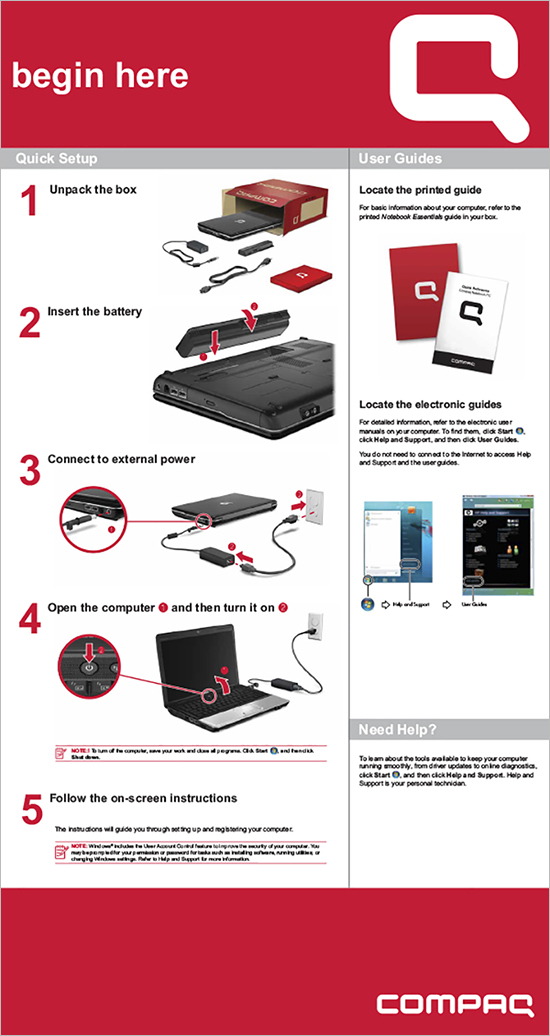 begin here
Quick Setup
1
Unpack the box
COMPAQ
2
Insert the battery
3
Connect to external power
4
Open the computer 1 and then turn it on 2
NOTE: To turn off the computer, save your work and close all programs. Click Start , and then click
Shut down.
5
Follow the on-screen instructions
The instructions will guide you through setting up and registering your computer.
NOTE: Windows® includes the User Account Control feature to improve the security of your computer. You
may be prompted for your permission or password for tasks such as installing software, running utilities, or
changing Windows settings. Refer to Help and Support for more information.
User Guides
Locate the printed guide
For basic information about your computer, refer to the
printed Notebook Essentials guide in your box.
COMPAQ
Locate the electronic guides
For detailed information, refer to the electronic user
manuals on your computer. To find them, click Start ,
click Help and Support, and then click User Guides.
You do not need to connect to the Internet to access Help
and Support and the user guides.
Help and Support
User Guides
Need Help?
To learn about the tools available to keep your computer
running smoothly, from driver updates to online diagnostics,
click Start , and then click Help and Support. Help and
Support is your personal technician.
COMPAQ